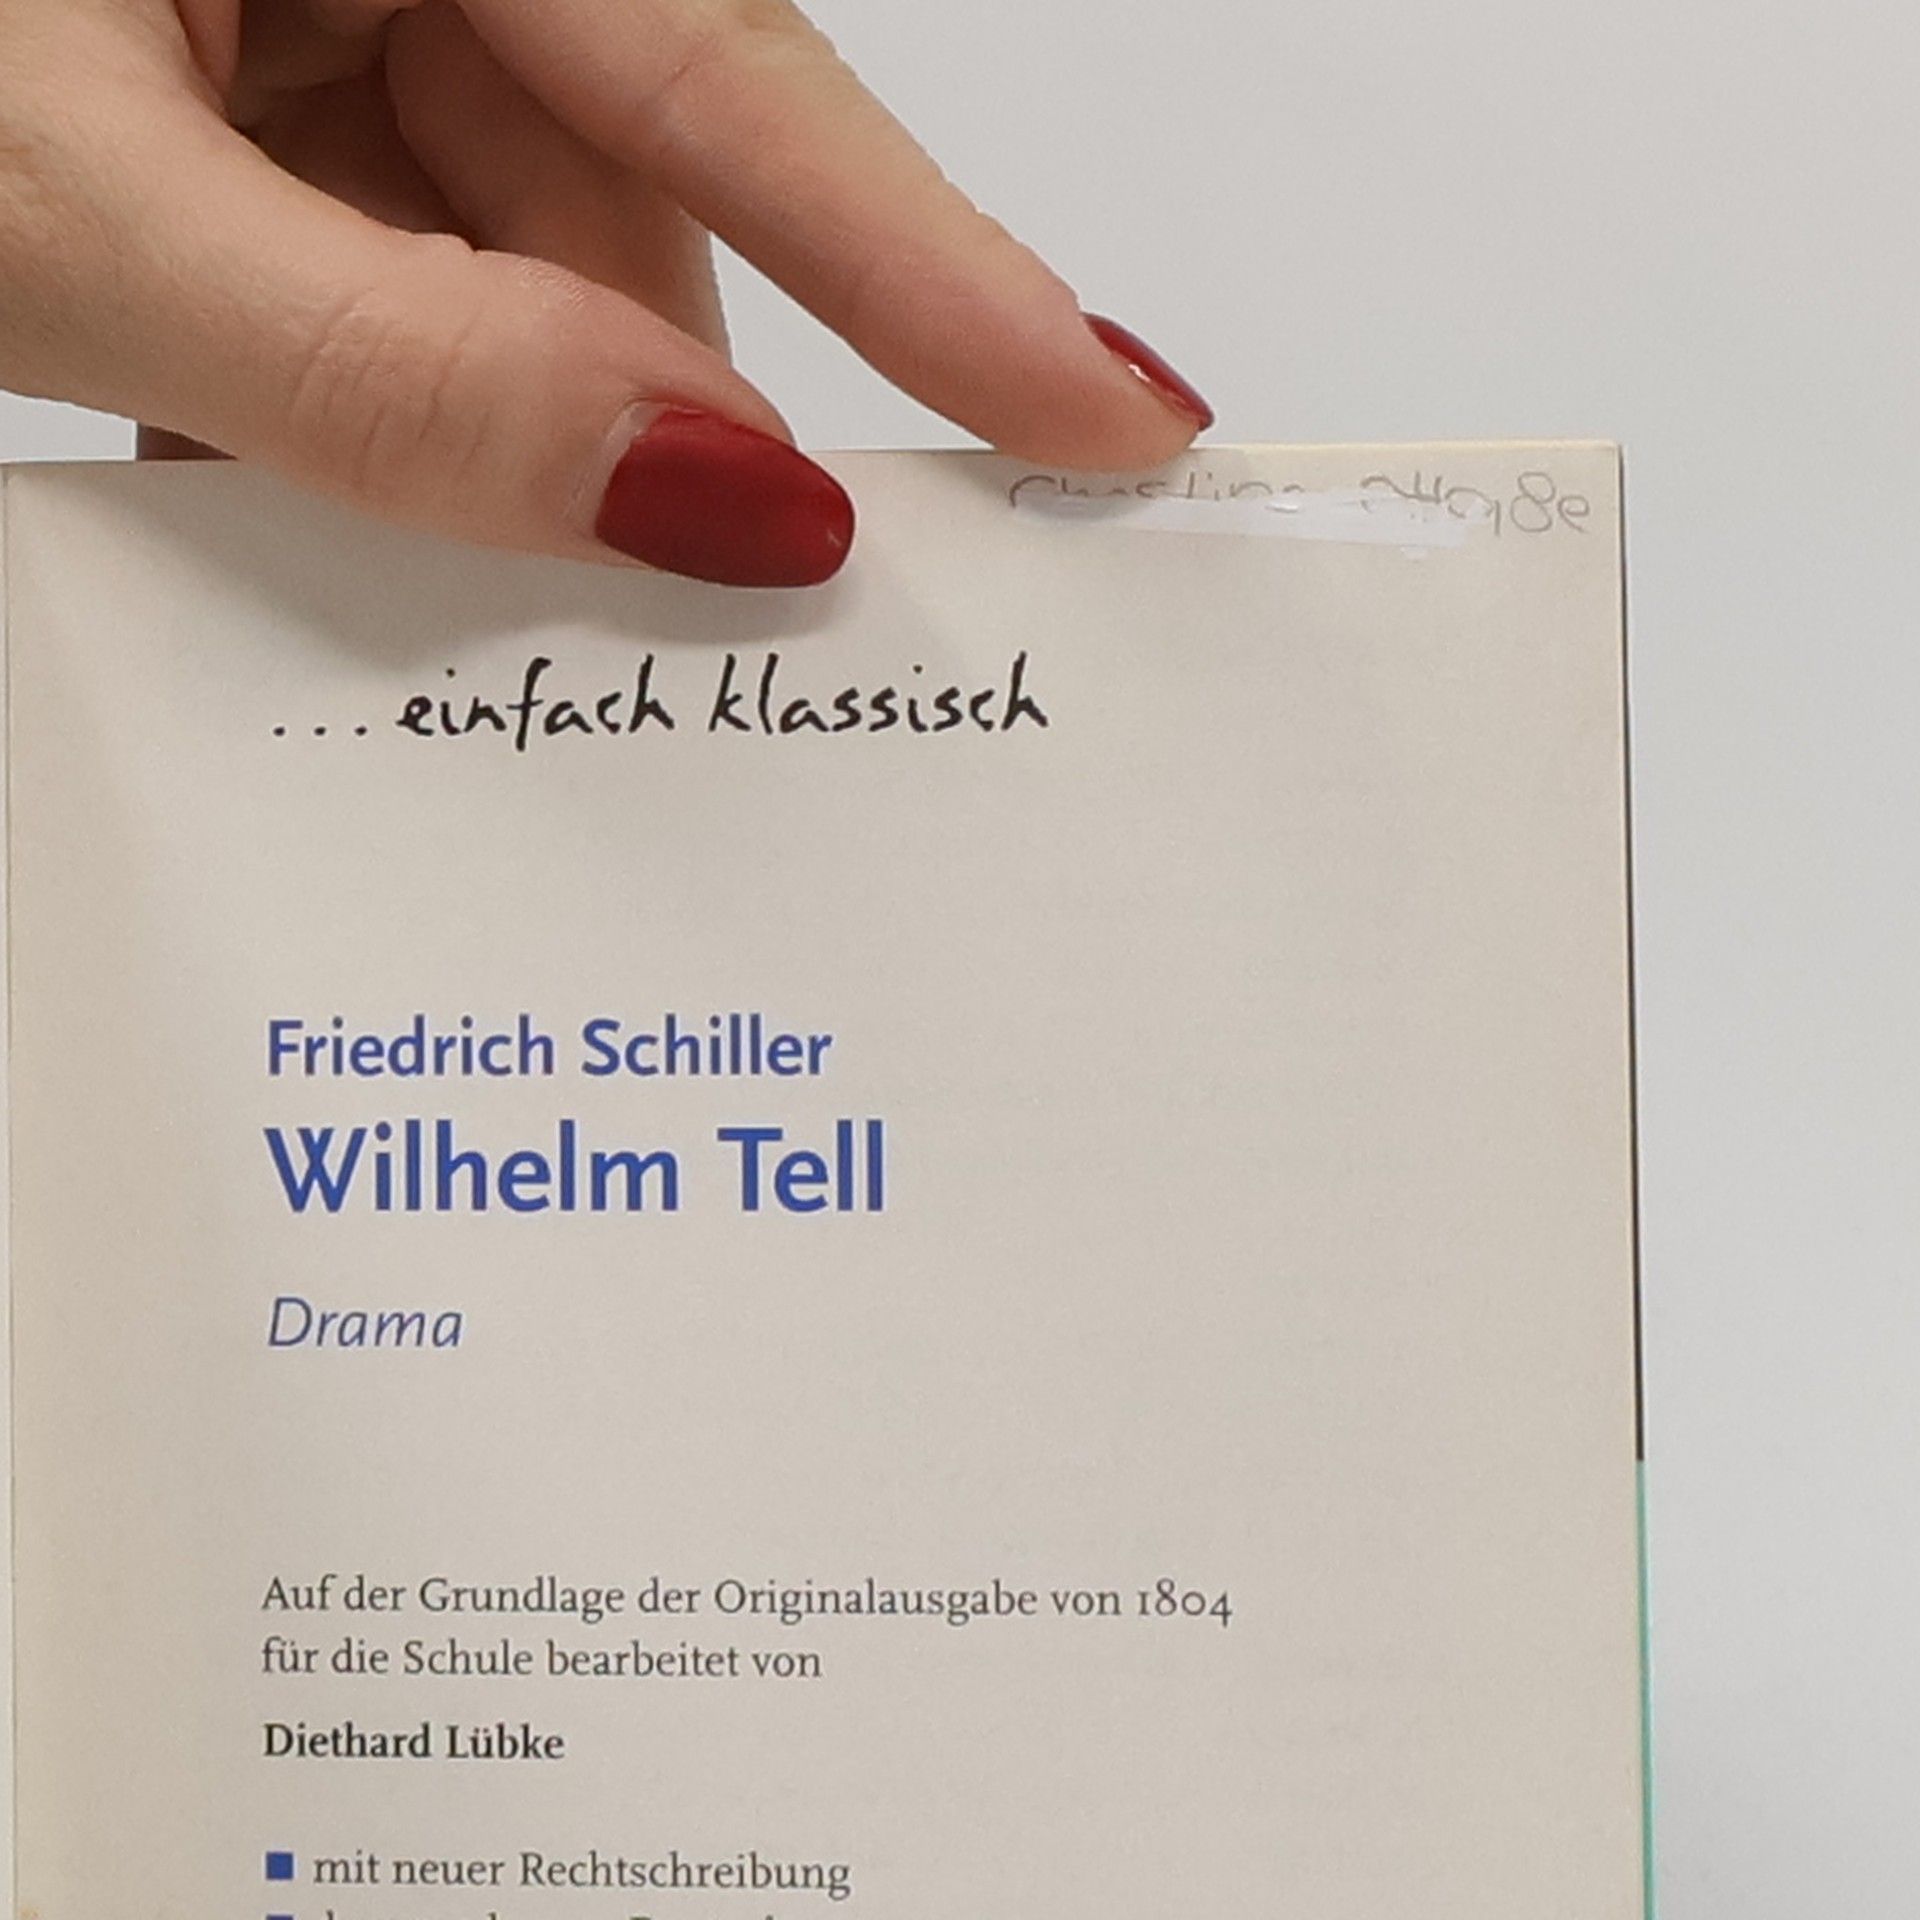 ... einfach klassisch
Friedrich Schiller
Wilhelm Tell
Drama
Auf der Grundlage der Originalausgabe von 1804
für die Schule bearbeitet von
Diethard Lübke
■ mit neuer Rechtschreibung